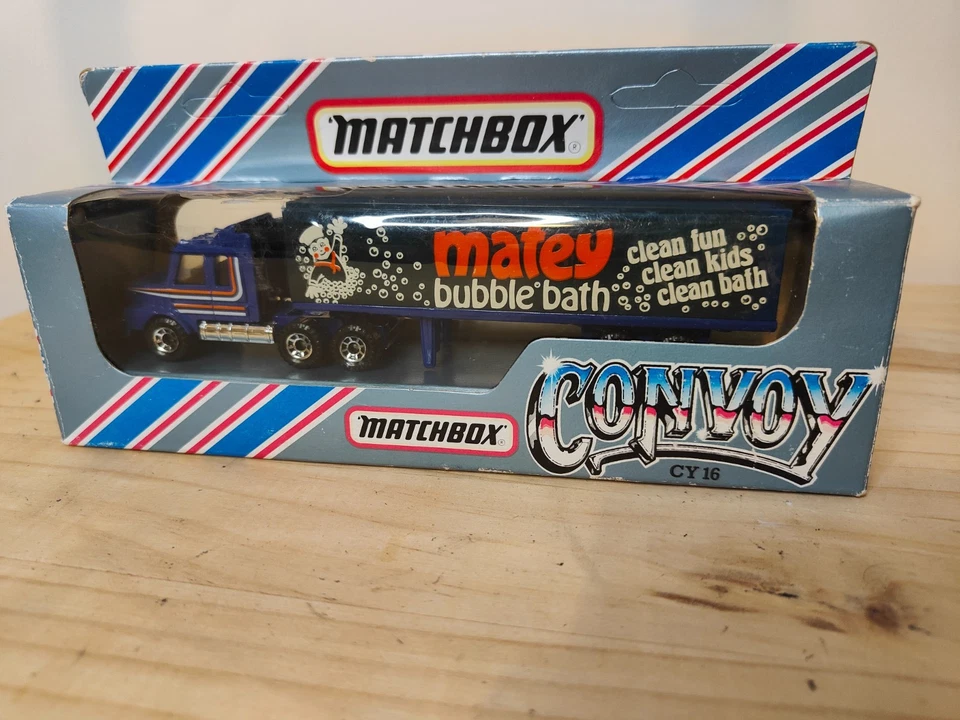 'MATCHBOX' ®
matey
bubble bath
clean fun
clean kids
clean bath
'MATCHBOX' ®
CONVOY
CY 16